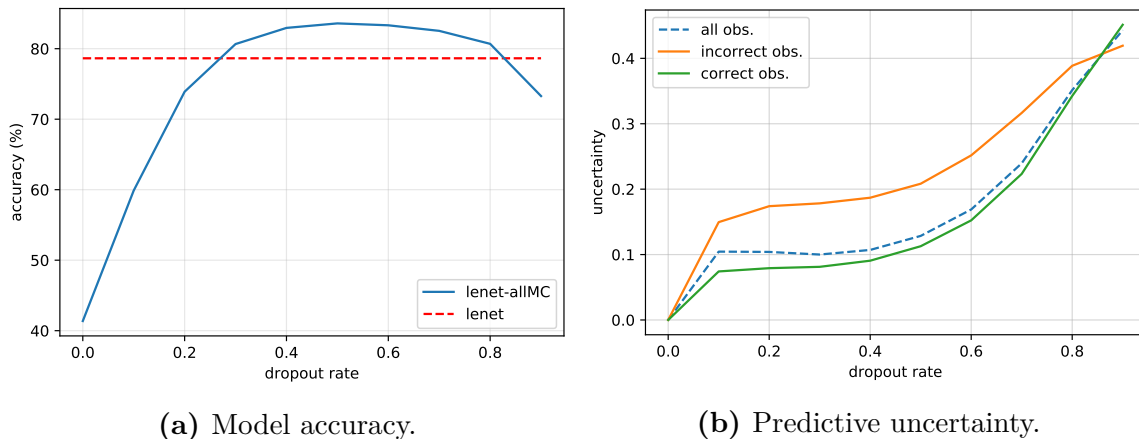 accuracy (%)
80
70
60
50
40
0.0 0.2 0.4 0.6 0.8
dropout rate
lenet-allMC
lenet
(a) Model accuracy.
uncertainty
0.4
0.3
0.2
0.1
0.0
0.0 0.2 0.4 0.6 0.8
dropout rate
all obs.
incorrect obs.
correct obs.
(b) Predictive uncertainty.